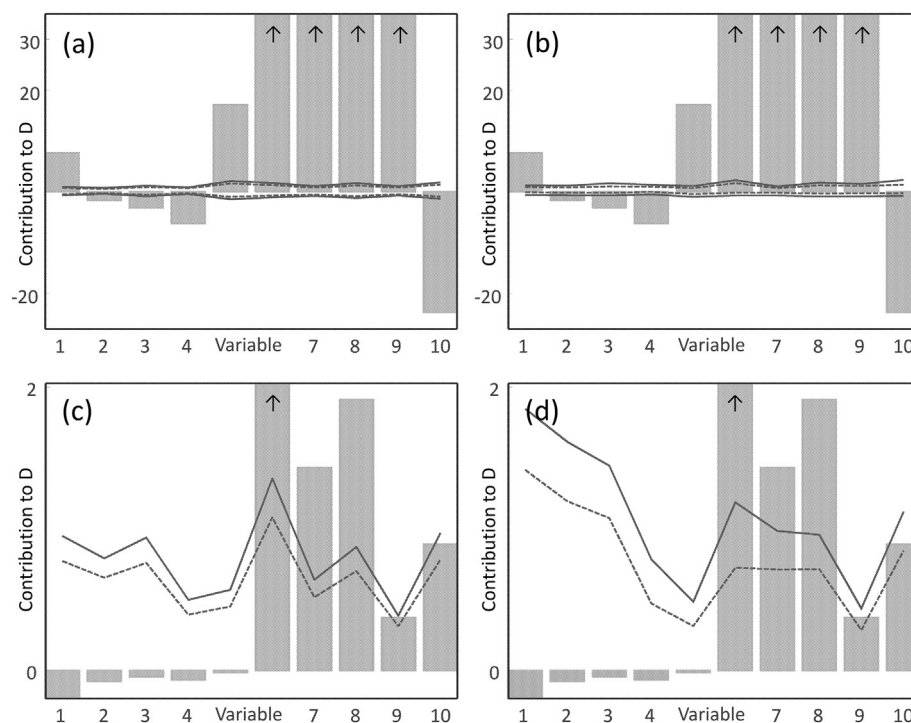 (a)
30
20
-20
Contribution to D
1 2 3 4 Variable 7 8 9 10
(b)
30
20
-20
Contribution to D
1 2 3 4 Variable 7 8 9 10
(c)
2
0
Contribution to D
1 2 3 4 Variable 7 8 9 10
(d)
2
0
Contribution to D
1 2 3 4 Variable 7 8 9 10